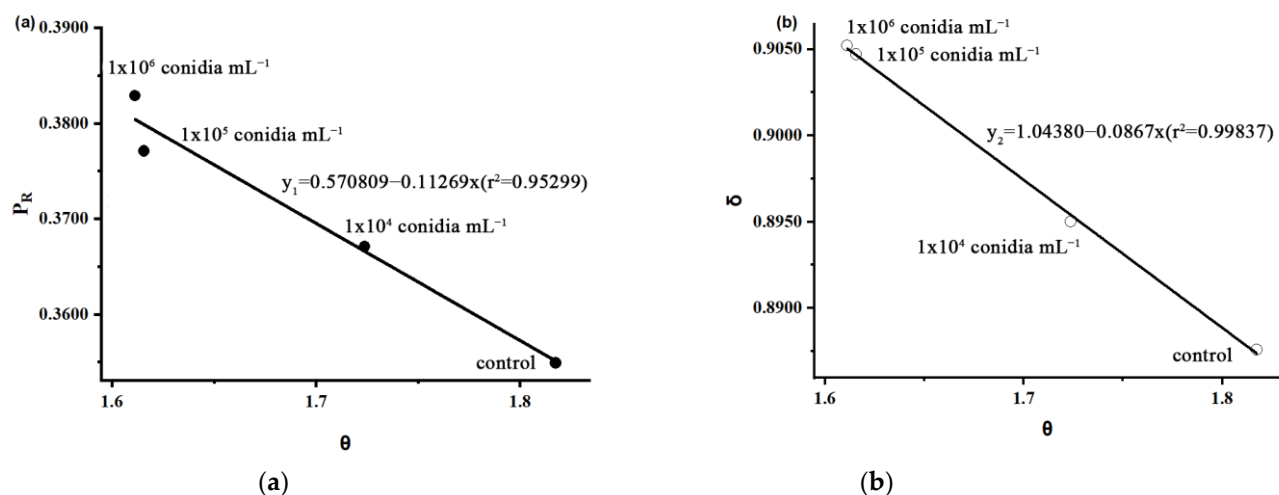 (a)
0.3900
0.3800
0.3700
0.3600
P_R
1x10⁶ conidia mL⁻¹
1x10⁵ conidia mL⁻¹
y₁=0.570809−0.11269x(r²=0.95299)
1x10⁴ conidia mL⁻¹
control
1.6 1.7 1.8
θ
(a)
(b)
0.9050
0.9000
0.8950
0.8900
δ
1x10⁶ conidia mL⁻¹
1x10⁵ conidia mL⁻¹
y₂=1.04380−0.0867x(r²=0.99837)
1x10⁴ conidia mL⁻¹
control
1.6 1.7 1.8
θ
(b)